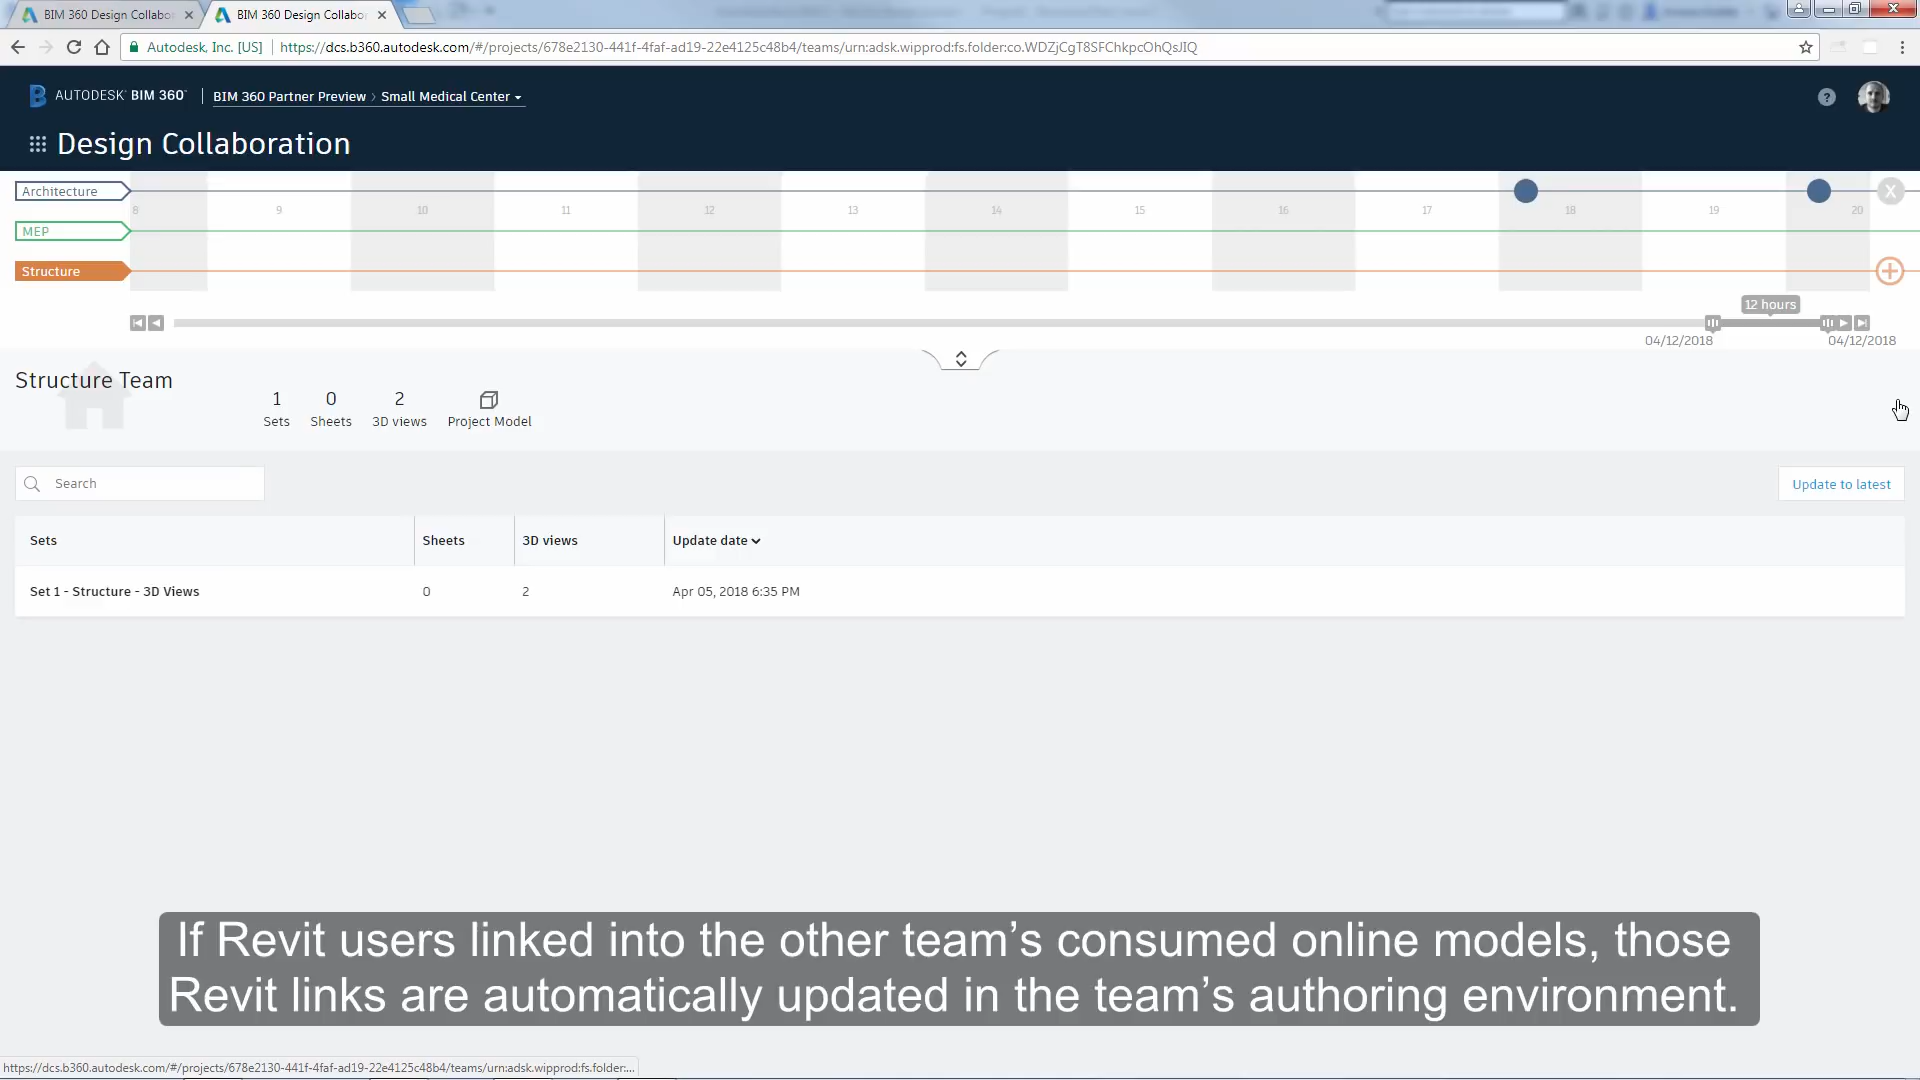 BIM 360 Design Collabo
BIM 360 Design Collabo
Autodesk, Inc. [US]
https://dcs.b360.autodesk.com/#/projects/678e2130-441f-4faf-ad19-22e4125c48b4/teams/urn:adsk.wipprod:fs.folder:co.WDZjCgT8SFChkpcOhQsJIQ
AUTODESK BIM 360
BIM 360 Partner Preview › Small Medical Center
Design Collaboration
Architecture
X
8 9 10 11 12 13 14 15 16 17 18 19 20
MEP
Structure
12 hours
04/12/2018 04/12/2018
Structure Team
1 0 2
Sets Sheets 3D views Project Model
Search
Update to latest
Sets Sheets 3D views Update date
Set 1 - Structure - 3D Views 0 2 Apr 05, 2018 6:35 PM
If Revit users linked into the other team’s consumed online models, those
Revit links are automatically updated in the team’s authoring environment.
https://dcs.b360.autodesk.com/#/projects/678e2130-441f-4faf-ad19-22e4125c48b4/teams/urn:adsk.wipprod:fs.folder:...